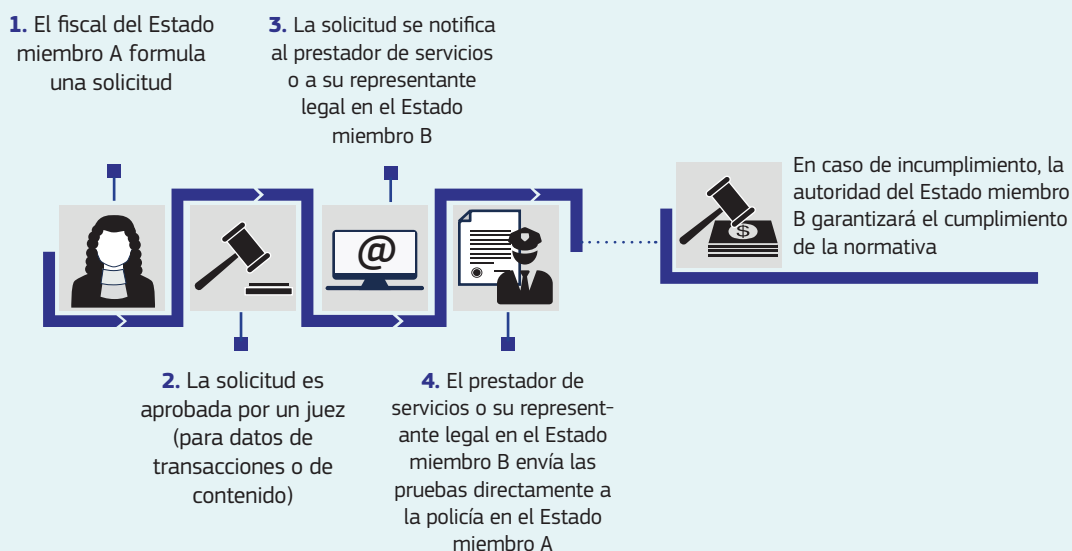 1. El fiscal del Estado
miembro A formula
una solicitud
3. La solicitud se notifica
al prestador de servicios
o a su representante
legal en el Estado
miembro B
@
$
En caso de incumplimiento, la
autoridad del Estado miembro
B garantizará el cumplimiento
de la normativa
2. La solicitud es
aprobada por un juez
(para datos de
transacciones o de
contenido)
4. El prestador de
servicios o su represent-
ante legal en el Estado
miembro B envía las
pruebas directamente a
la policía en el Estado
miembro A